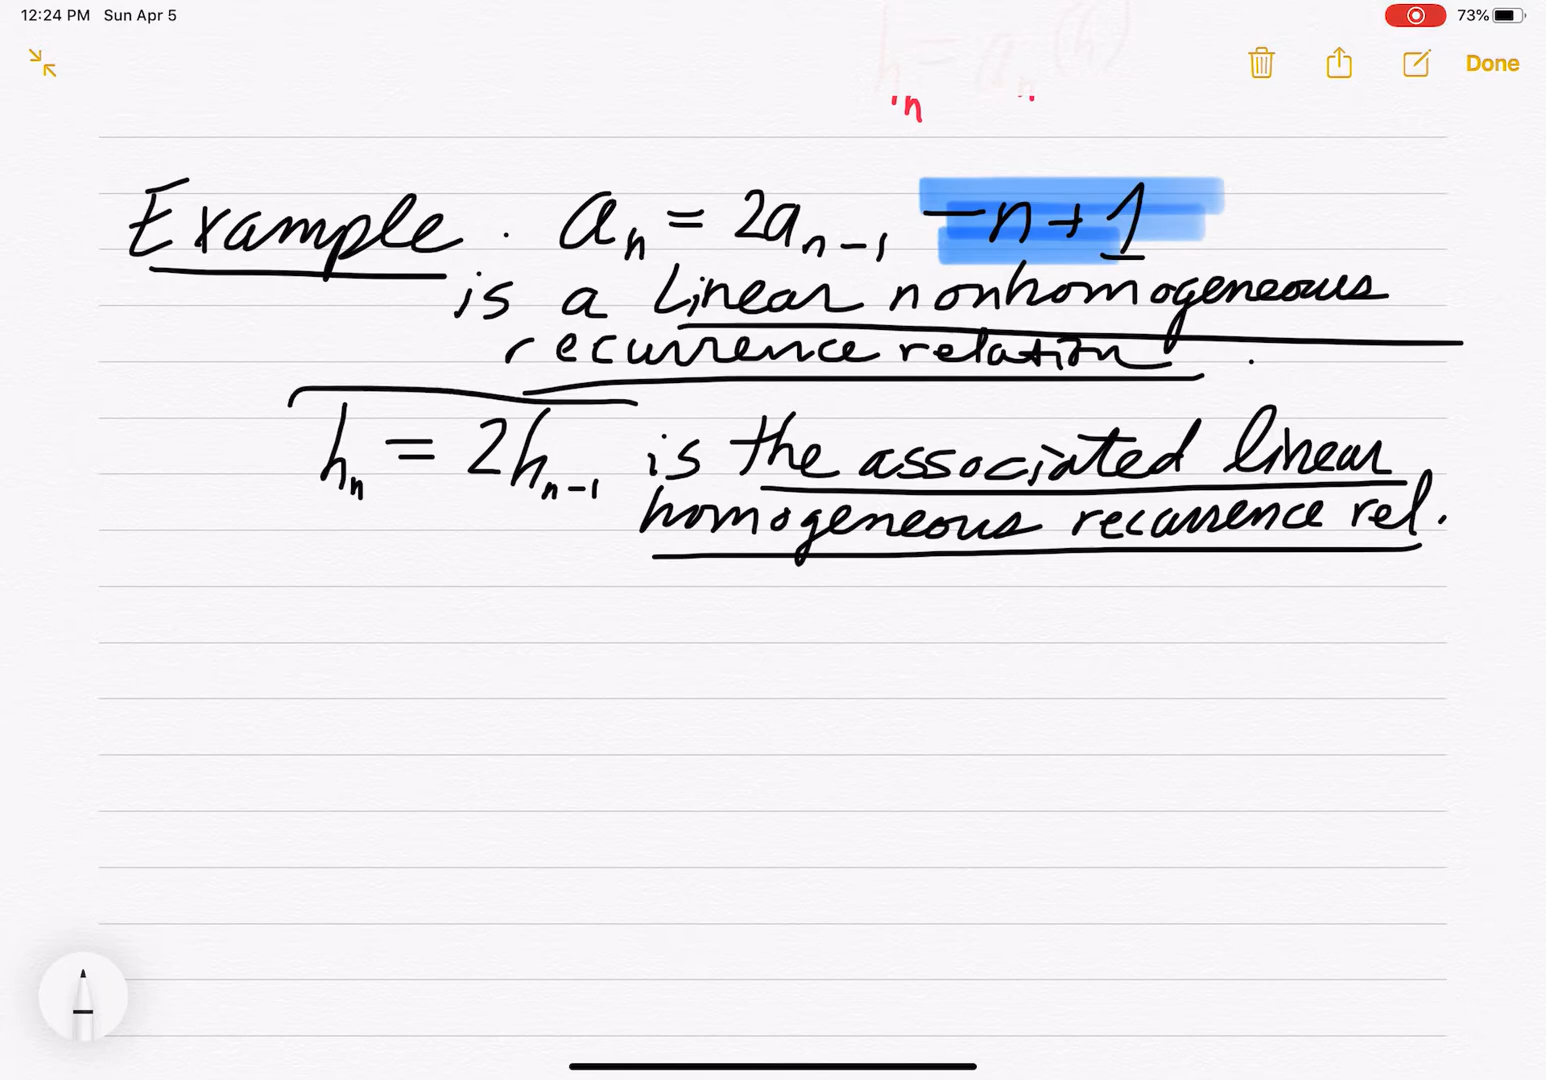 12:24 PM Sun Apr 5 73%
Done
n
Example. aₙ = 2aₙ₋₁ −n+1
is a Linear nonhomogeneous
recurrence relation.
hₙ = 2hₙ₋₁ is the associated linear
homogeneous recurrence rel.